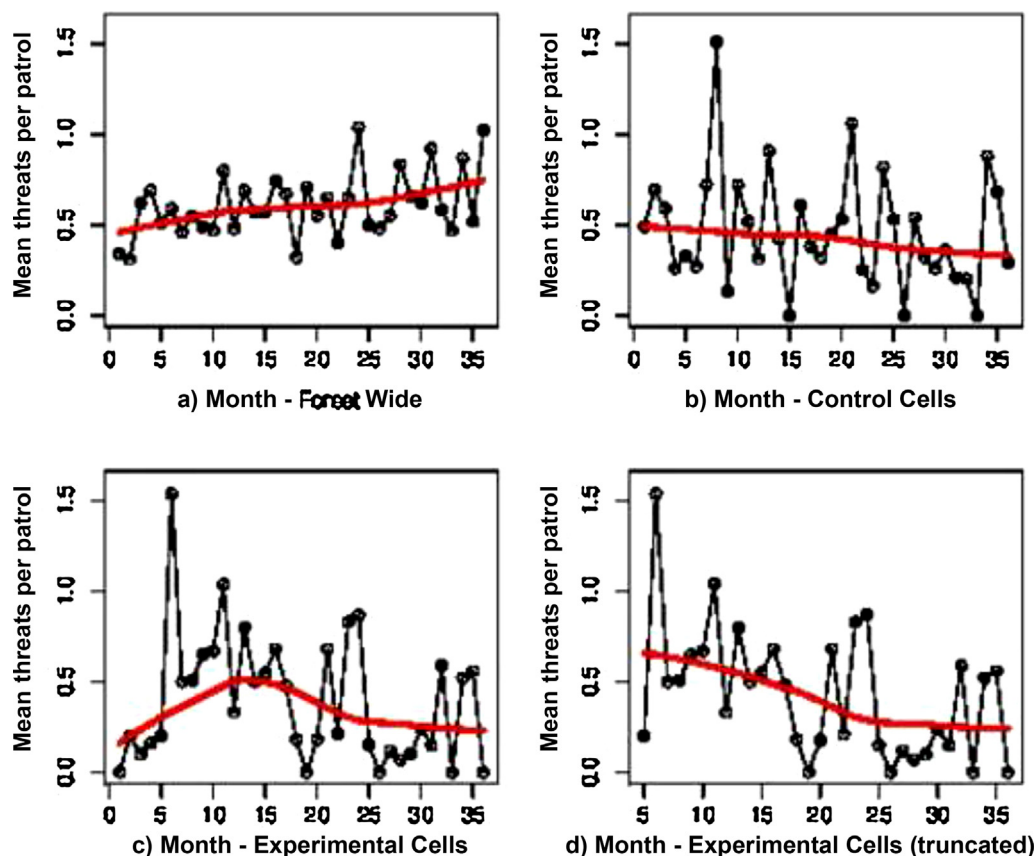 Mean threats per patrol
1.5
1.0
0.5
0.0
0 5 10 15 20 25 30 35
a) Month - Forest Wide
Mean threats per patrol
1.5
1.0
0.5
0.0
0 5 10 15 20 25 30 35
b) Month - Control Cells
Mean threats per patrol
1.5
1.0
0.5
0.0
0 5 10 15 20 25 30 35
c) Month - Experimental Cells
Mean threats per patrol
1.5
1.0
0.5
0.0
5 10 15 20 25 30 35
d) Month - Experimental Cells (truncated)